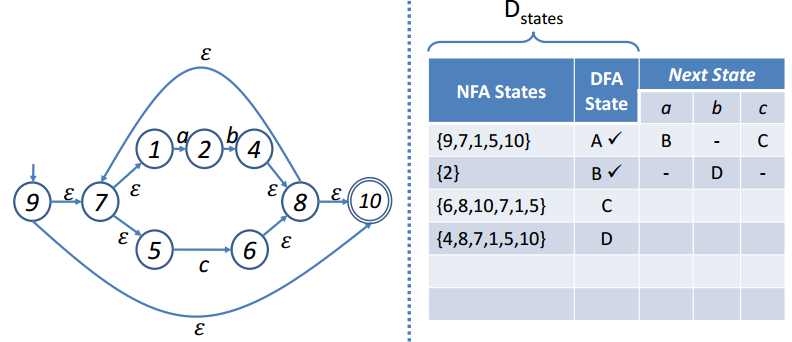 D states
ε
NFA States DFA State Next State
a b c
{9,7,1,5,10} A ✓ B - C
{2} B ✓ - D -
{6,8,10,7,1,5} C
{4,8,7,1,5,10} D
1 a 2 b 4
ε ε
9 ε 7 8 ε 10
ε ε
5 c 6
ε